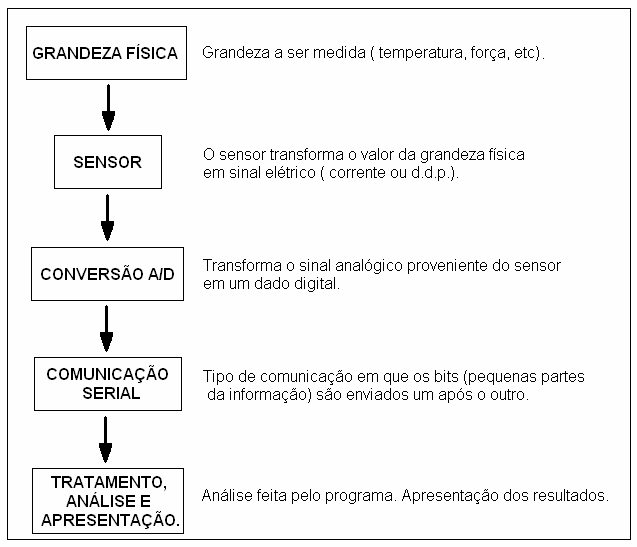 GRANDEZA FÍSICA
Grandeza a ser medida ( temperatura, força, etc).
SENSOR
O sensor transforma o valor da grandeza física
em sinal elétrico ( corrente ou d.d.p.).
CONVERSÃO A/D
Transforma o sinal analógico proveniente do sensor
em um dado digital.
COMUNICAÇÃO
SERIAL
Tipo de comunicação em que os bits (pequenas partes
da informação) são enviados um após o outro.
TRATAMENTO,
ANÁLISE E
APRESENTAÇÃO.
Análise feita pelo programa. Apresentação dos resultados.